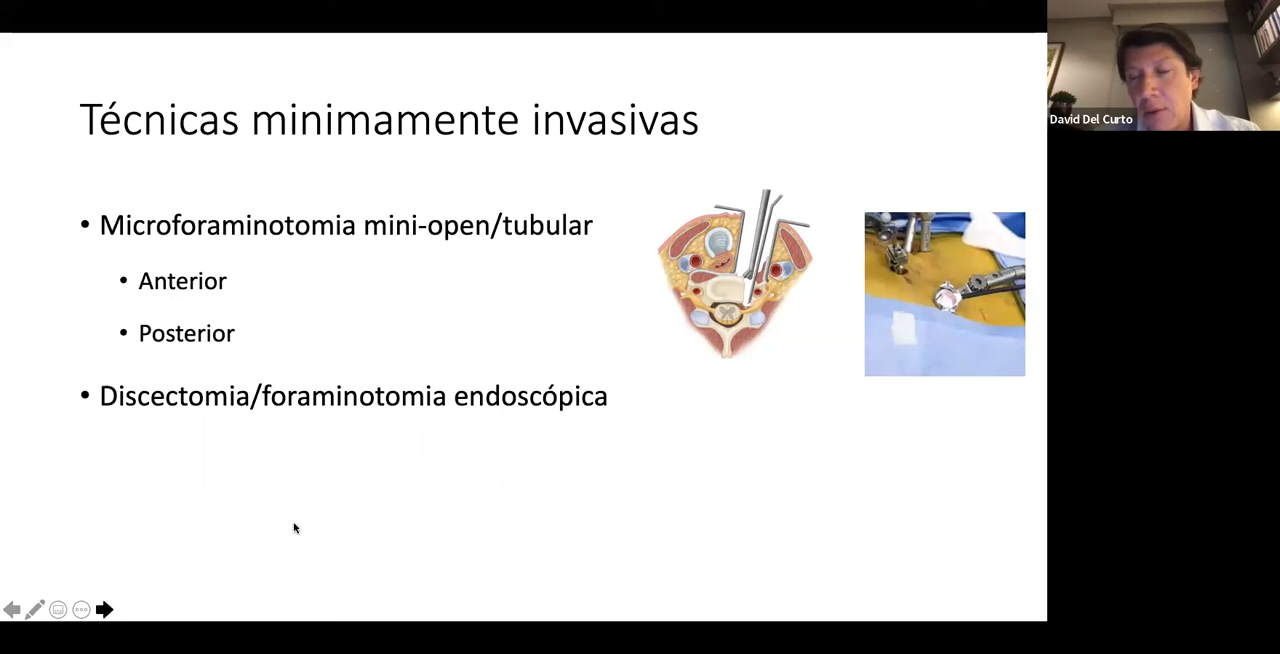 Técnicas minimamente invasivas
• Microforaminotomia mini-open/tubular
• Anterior
• Posterior
• Discectomia/foraminotomia endoscópica
David Del Curto